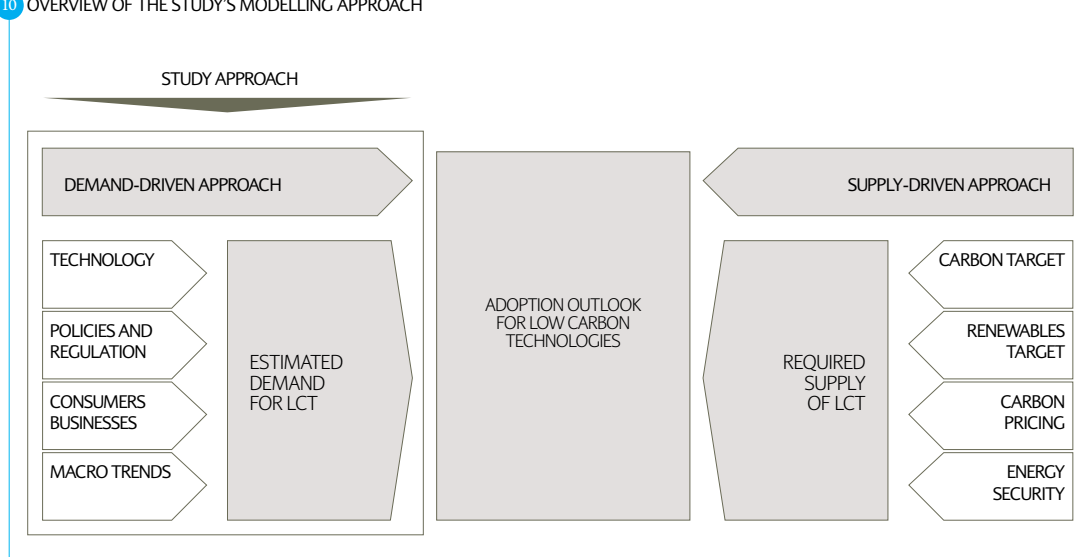 10 OVERVIEW OF THE STUDY'S MODELLING APPROACH
STUDY APPROACH
DEMAND-DRIVEN APPROACH
TECHNOLOGY
POLICIES AND
REGULATION
CONSUMERS
BUSINESSES
MACRO TRENDS
ESTIMATED
DEMAND
FOR LCT
ADOPTION OUTLOOK
FOR LOW CARBON
TECHNOLOGIES
SUPPLY-DRIVEN APPROACH
REQUIRED
SUPPLY
OF LCT
CARBON TARGET
RENEWABLES
TARGET
CARBON
PRICING
ENERGY
SECURITY